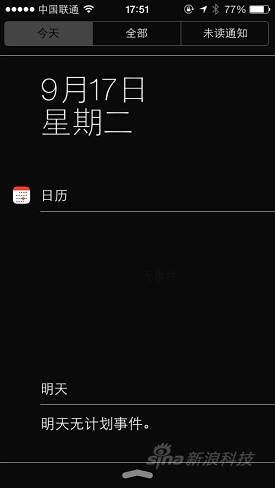 中国联通 17:51 77%
今天 全部 未读通知
9月17日
星期二
日历
无事件
明天
明天无计划事件。
sina 新浪科技